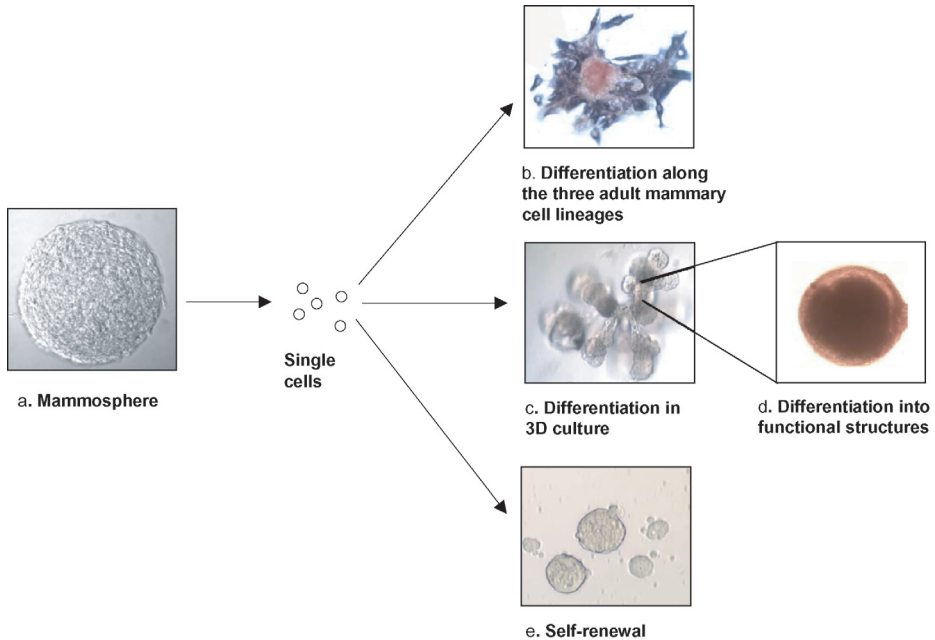 a. Mammosphere
Single
cells
b. Differentiation along
the three adult mammary
cell lineages
c. Differentiation in
3D culture
d. Differentiation into
functional structures
e. Self-renewal